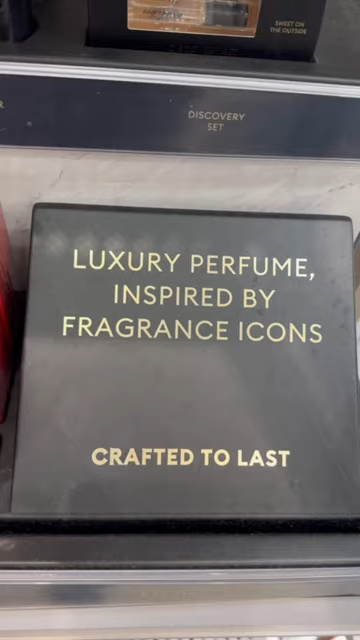 SWEET ON
THE OUTSIDE
DISCOVERY
SET
LUXURY PERFUME,
INSPIRED BY
FRAGRANCE ICONS
CRAFTED TO LAST